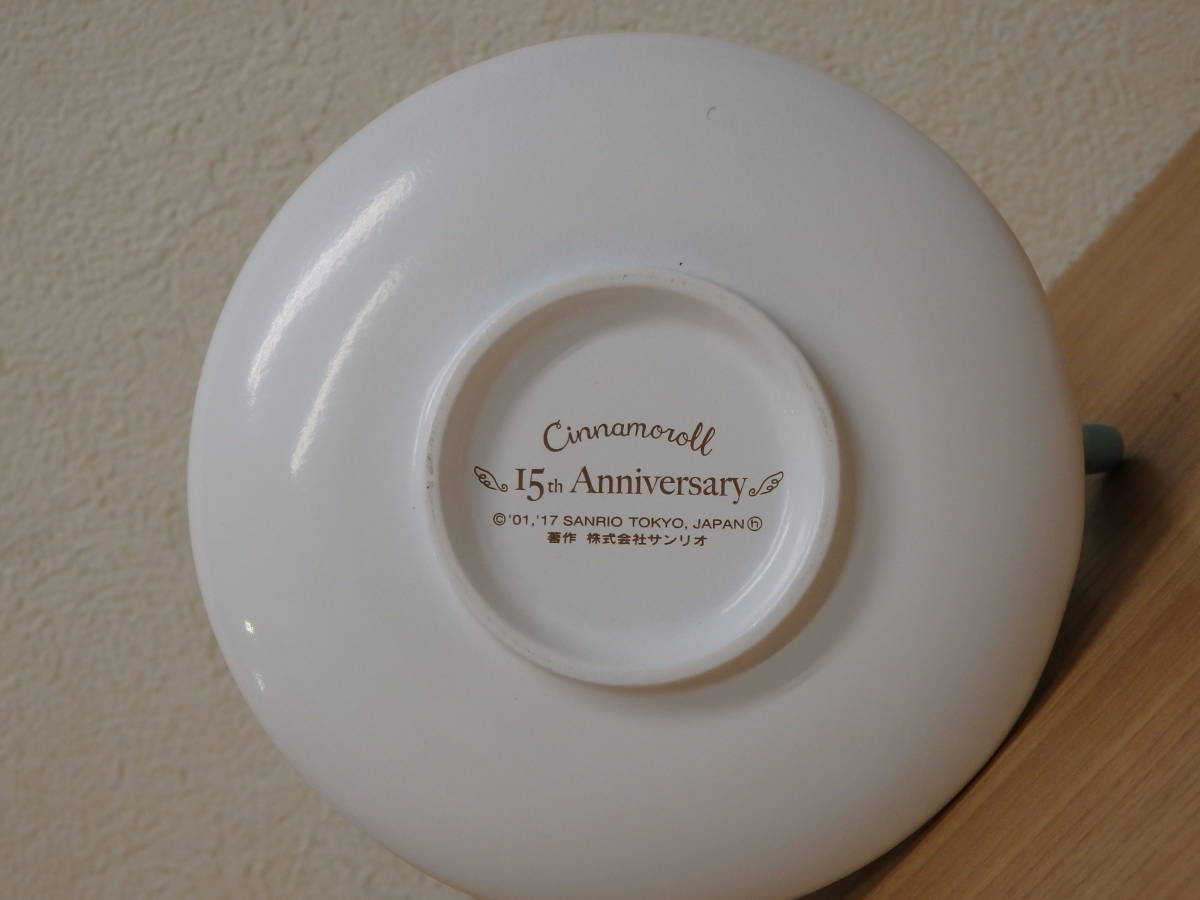 Cinnamoroll
15th Anniversary
©'01,'17 SANRIO TOKYO, JAPAN ⓗ
著作 株式会社サンリオ